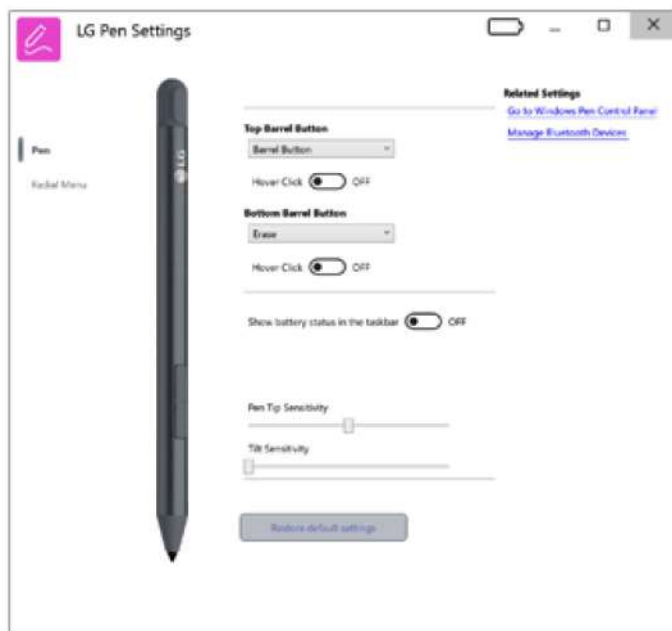 LG Pen Settings
Pen
Radial Menu
LG
Top Barrel Button
Barrel Button
Hover Click OFF
Bottom Barrel Button
Erase
Hover Click OFF
Show battery status in the taskbar OFF
Pen Tip Sensitivity
Tilt Sensitivity
Restore default settings
Related Settings
Go to Windows Pen Control Panel
Manage Bluetooth Devices